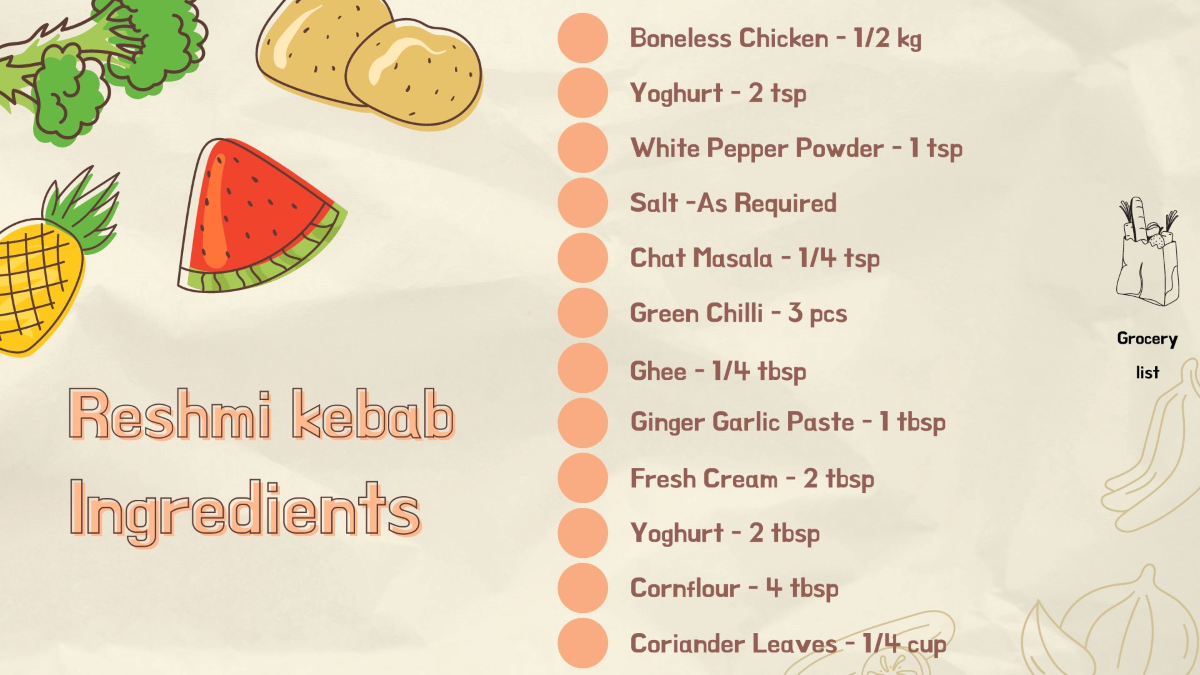 Reshmi kebab
Ingredients
Boneless Chicken - 1/2 kg
Yoghurt - 2 tsp
White Pepper Powder - 1 tsp
Salt -As Required
Chat Masala - 1/4 tsp
Green Chilli - 3 pcs
Ghee - 1/4 tbsp
Ginger Garlic Paste - 1 tbsp
Fresh Cream - 2 tbsp
Yoghurt - 2 tbsp
Cornflour - 4 tbsp
Coriander Leaves - 1/4 cup
Grocery
list